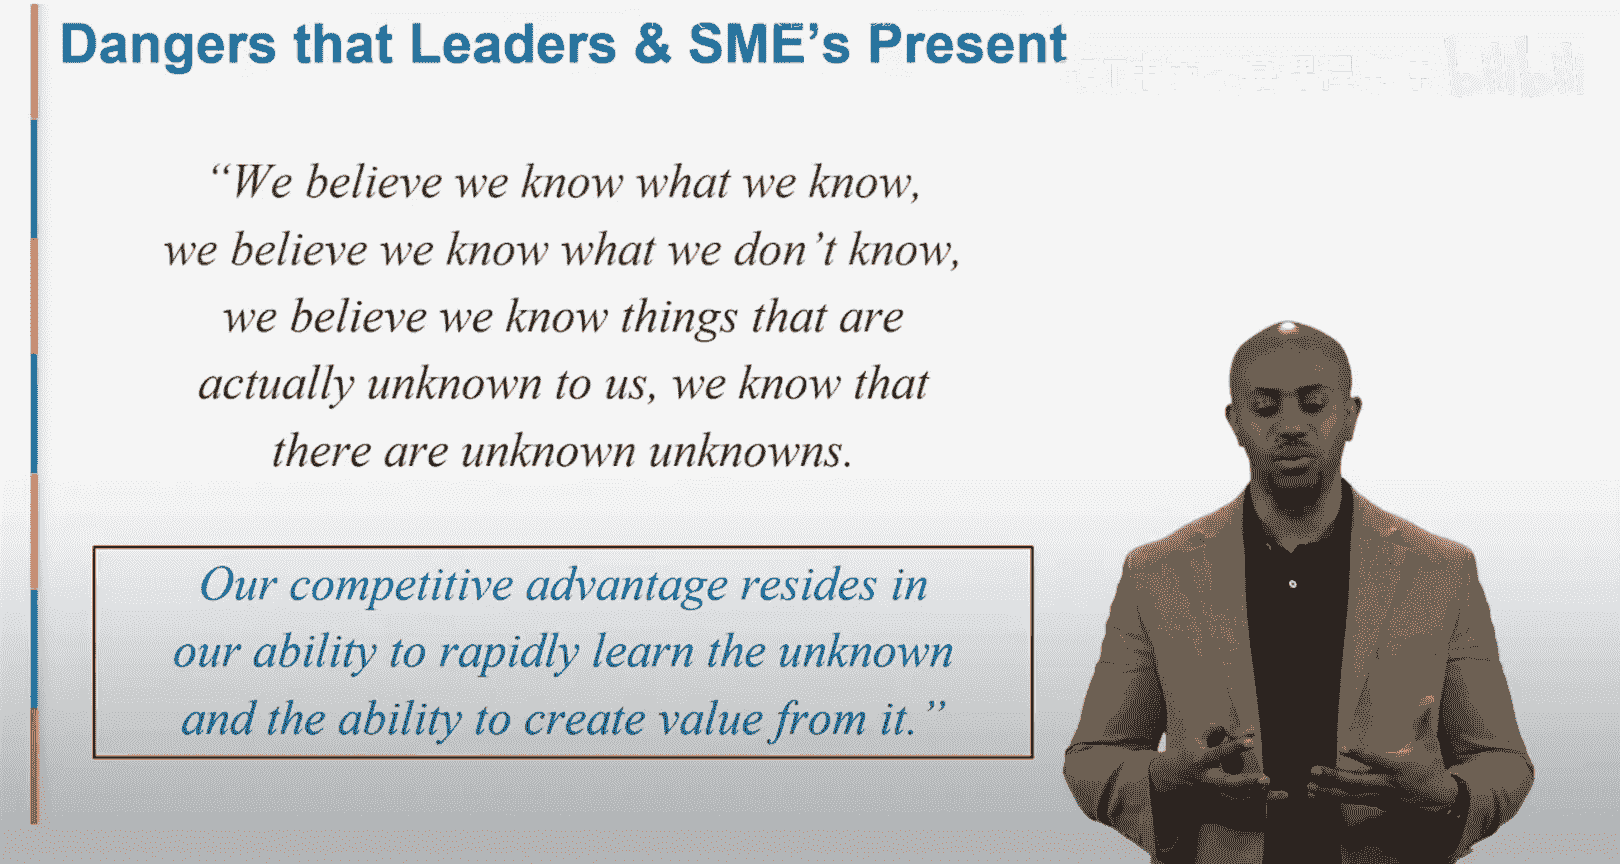 Dangers that Leaders & SME’s Present
bilibili
“We believe we know what we know,
we believe we know what we don’t know,
we believe we know things that are
actually unknown to us, we know that
there are unknown unknowns.
Our competitive advantage resides in
our ability to rapidly learn the unknown
and the ability to create value from it.”